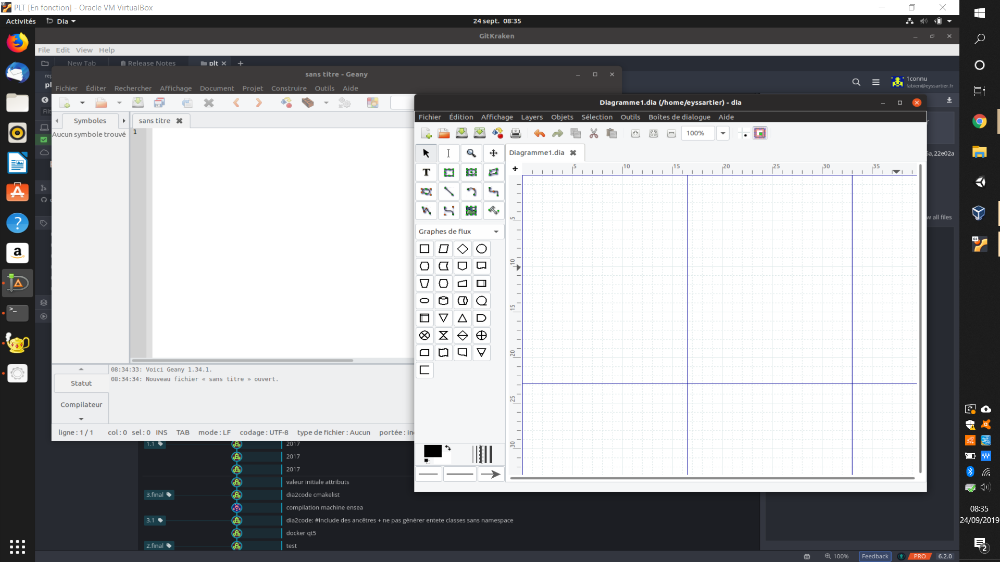 PLT [En fonction] - Oracle VM VirtualBox
Activités
Dia
24 sept. 08:35
GitKraken
File Edit View Help
New Tab
Release Notes
plt
sans titre - Geany
Fichier Éditer Rechercher Affichage Document Projet Construire Outils Aide
1connu
fabien@eyssartier.fr
Symboles
sans titre
Aucun symbole trouvé
1
Diagramme1.dia (/home/eyssartier) - dia
Fichier Édition Affichage Layers Objets Sélection Outils Boîtes de dialogue Aide
100%
Diagramme1.dia
5 10 15 20 25 30 35
5
10
15
20
25
30
T
Graphes de flux
22e02a
all files
08:34:33: Voici Geany 1.34.1.
08:34:34: Nouveau fichier « sans titre » ouvert.
Statut
Compilateur
ligne : 1 / 1 col : 0 sel : 0 INS TAB mode : LF codage : UTF-8 type de fichier : Aucun portée :
1.1
2017
2017
2017
valeur initiale attributs
3.final
dia2code cmakelist
compilation machine ensea
3.1
dia2code: #include des ancêtres + ne pas générer entete classes sans namespace
docker qt5
2.final
test
100%
Feedback
PRO
6.2.0
64
08:35
24/09/2019
2